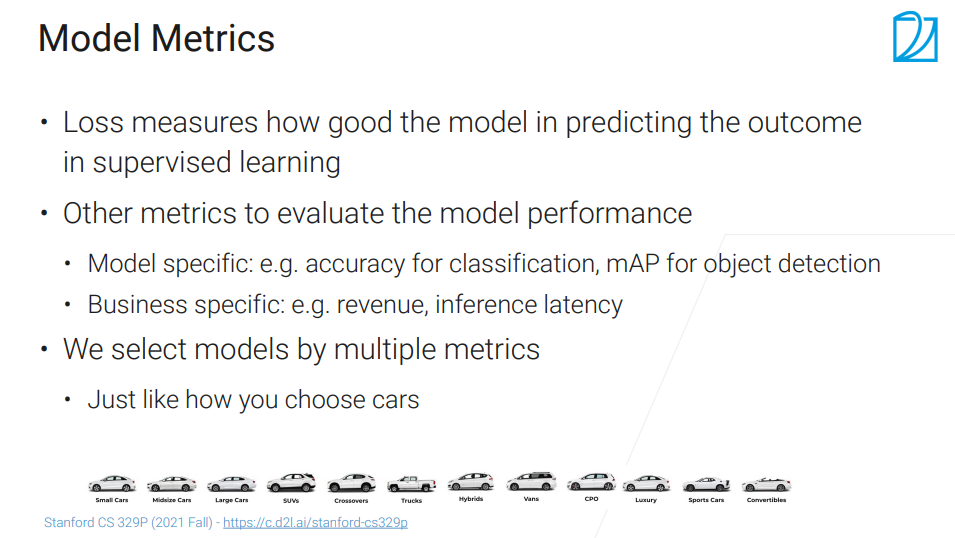 Model Metrics
• Loss measures how good the model in predicting the outcome
in supervised learning
• Other metrics to evaluate the model performance
• Model specific: e.g. accuracy for classification, mAP for object detection
• Business specific: e.g. revenue, inference latency
• We select models by multiple metrics
• Just like how you choose cars
Small Cars Midsize Cars Large Cars SUVs Crossovers Trucks Hybrids Vans CPO Luxury Sports Cars Convertibles
Stanford CS 329P (2021 Fall) - https://c.d2l.ai/stanford-cs329p